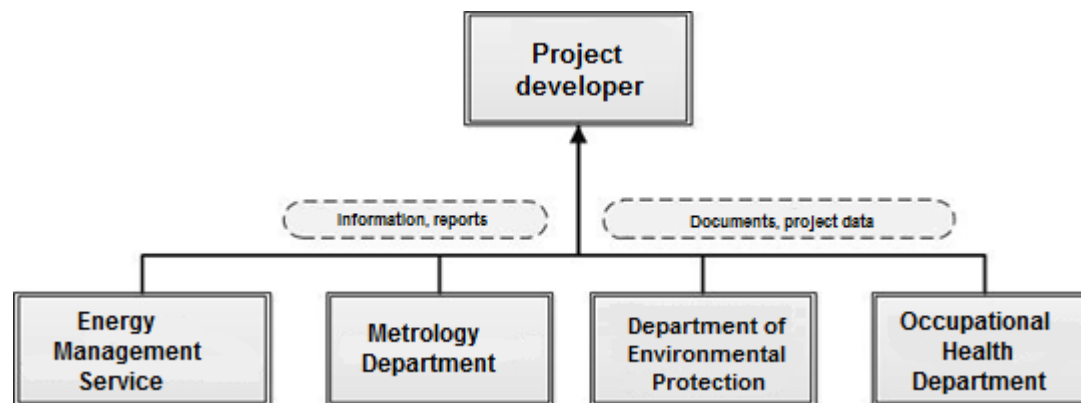 Project
developer
Information, reports
Documents, project data
Energy
Management
Service
Metrology
Department
Department of
Environmental
Protection
Occupational
Health
Department